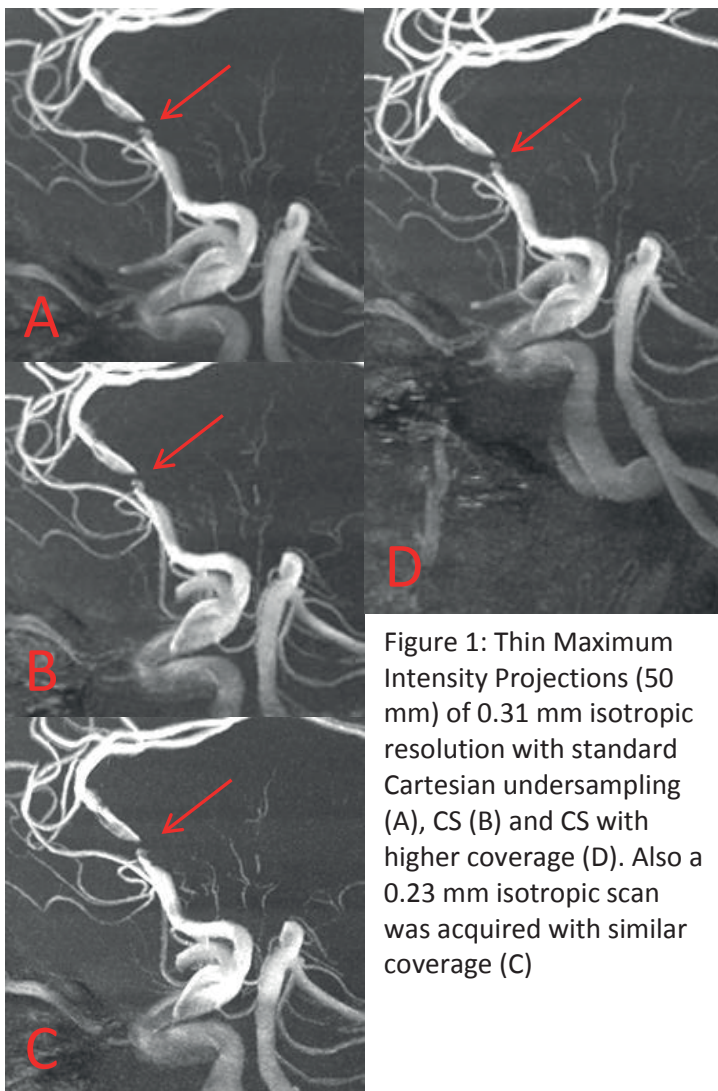 A
B
C
D
Figure 1: Thin Maximum
Intensity Projections (50
mm) of 0.31 mm isotropic
resolution with standard
Cartesian undersampling
(A), CS (B) and CS with
higher coverage (D). Also a
0.23 mm isotropic scan
was acquired with similar
coverage (C)